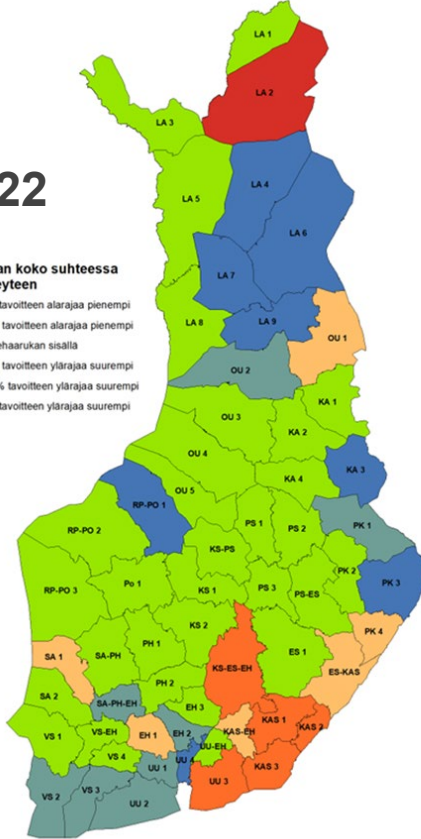 LA 1
LA 2
LA 3
22
LA 5
LA 4
LA 6
an koko suhteessa
eyteen
tavoitteen alarajaa pienempi
tavoitteen alarajaa pienempi
ehaarukan sisällä
tavoitteen ylärajaa suurempi
% tavoitteen ylärajaa suurempi
tavoitteen ylärajaa suurempi
LA 7
LA 8
LA 9
OU 1
OU 2
OU 3
KA 1
KA 2
OU 4
KA 3
KA 4
OU 5
RP-PO 1
PS 1
PS 2
PK 1
RP-PO 2
KS-PS
PK 2
PK 3
Po 1
RP-PO 3
KS 1
PS 3
PS-ES
KS 2
PK 4
PH 1
SA 1
SA-PH
ES 1
KS-ES-EH
ES-KAS
PH 2
SA 2
SA-PH-EH
EH 3
KAS 1
KAS 2
VS 1
VS-EH
EH 1
EH 2
KAS-EH
UU-EH
VS 4
UU 4
UU 1
KAS 3
UU 3
VS 2
VS 3
UU 2